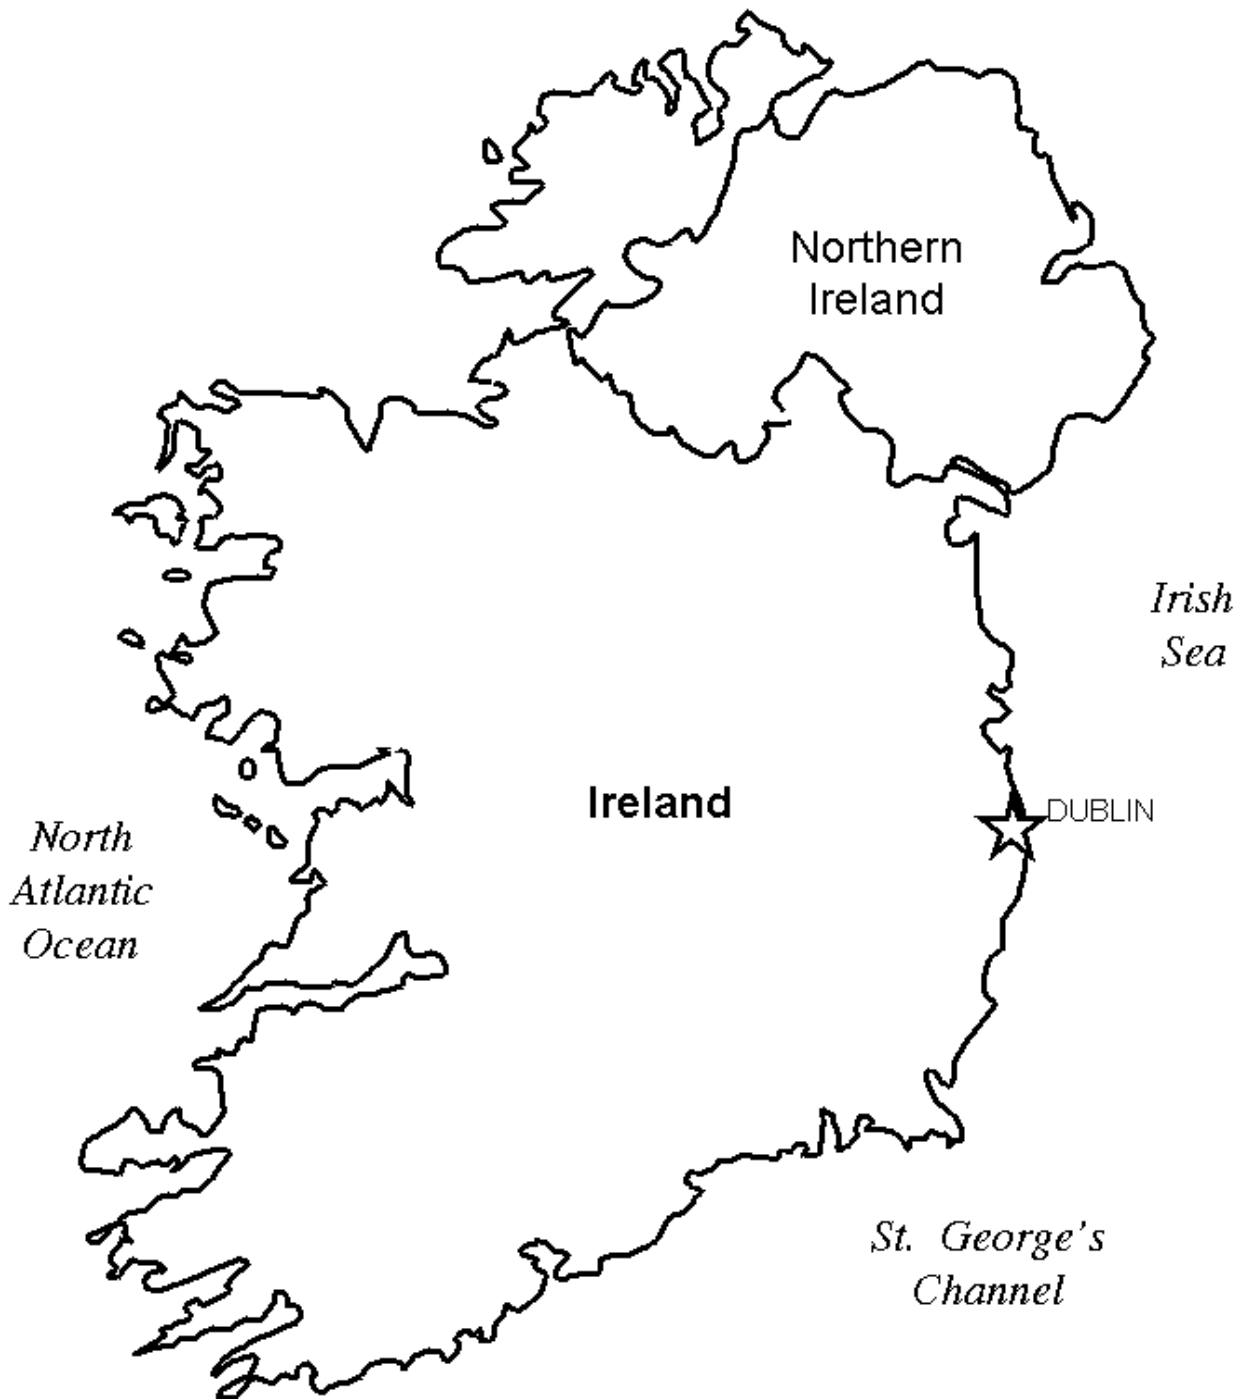 Northern
Ireland
Irish
Sea
Ireland
DUBLIN
North
Atlantic
Ocean
St. George's
Channel